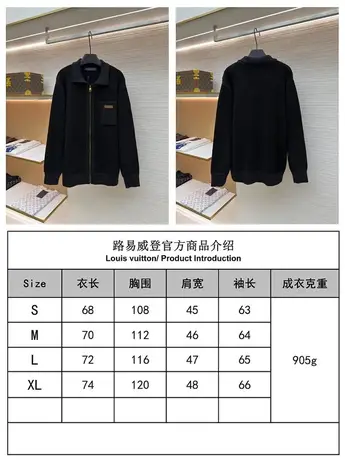 路易威登官方商品介绍
Louis vuitton/ Product Introduction
Size 衣长 胸围 肩宽 袖长 成衣克重
S 68 108 45 63
M 70 112 46 64
L 72 116 47 65
XL 74 120 48 66
905g